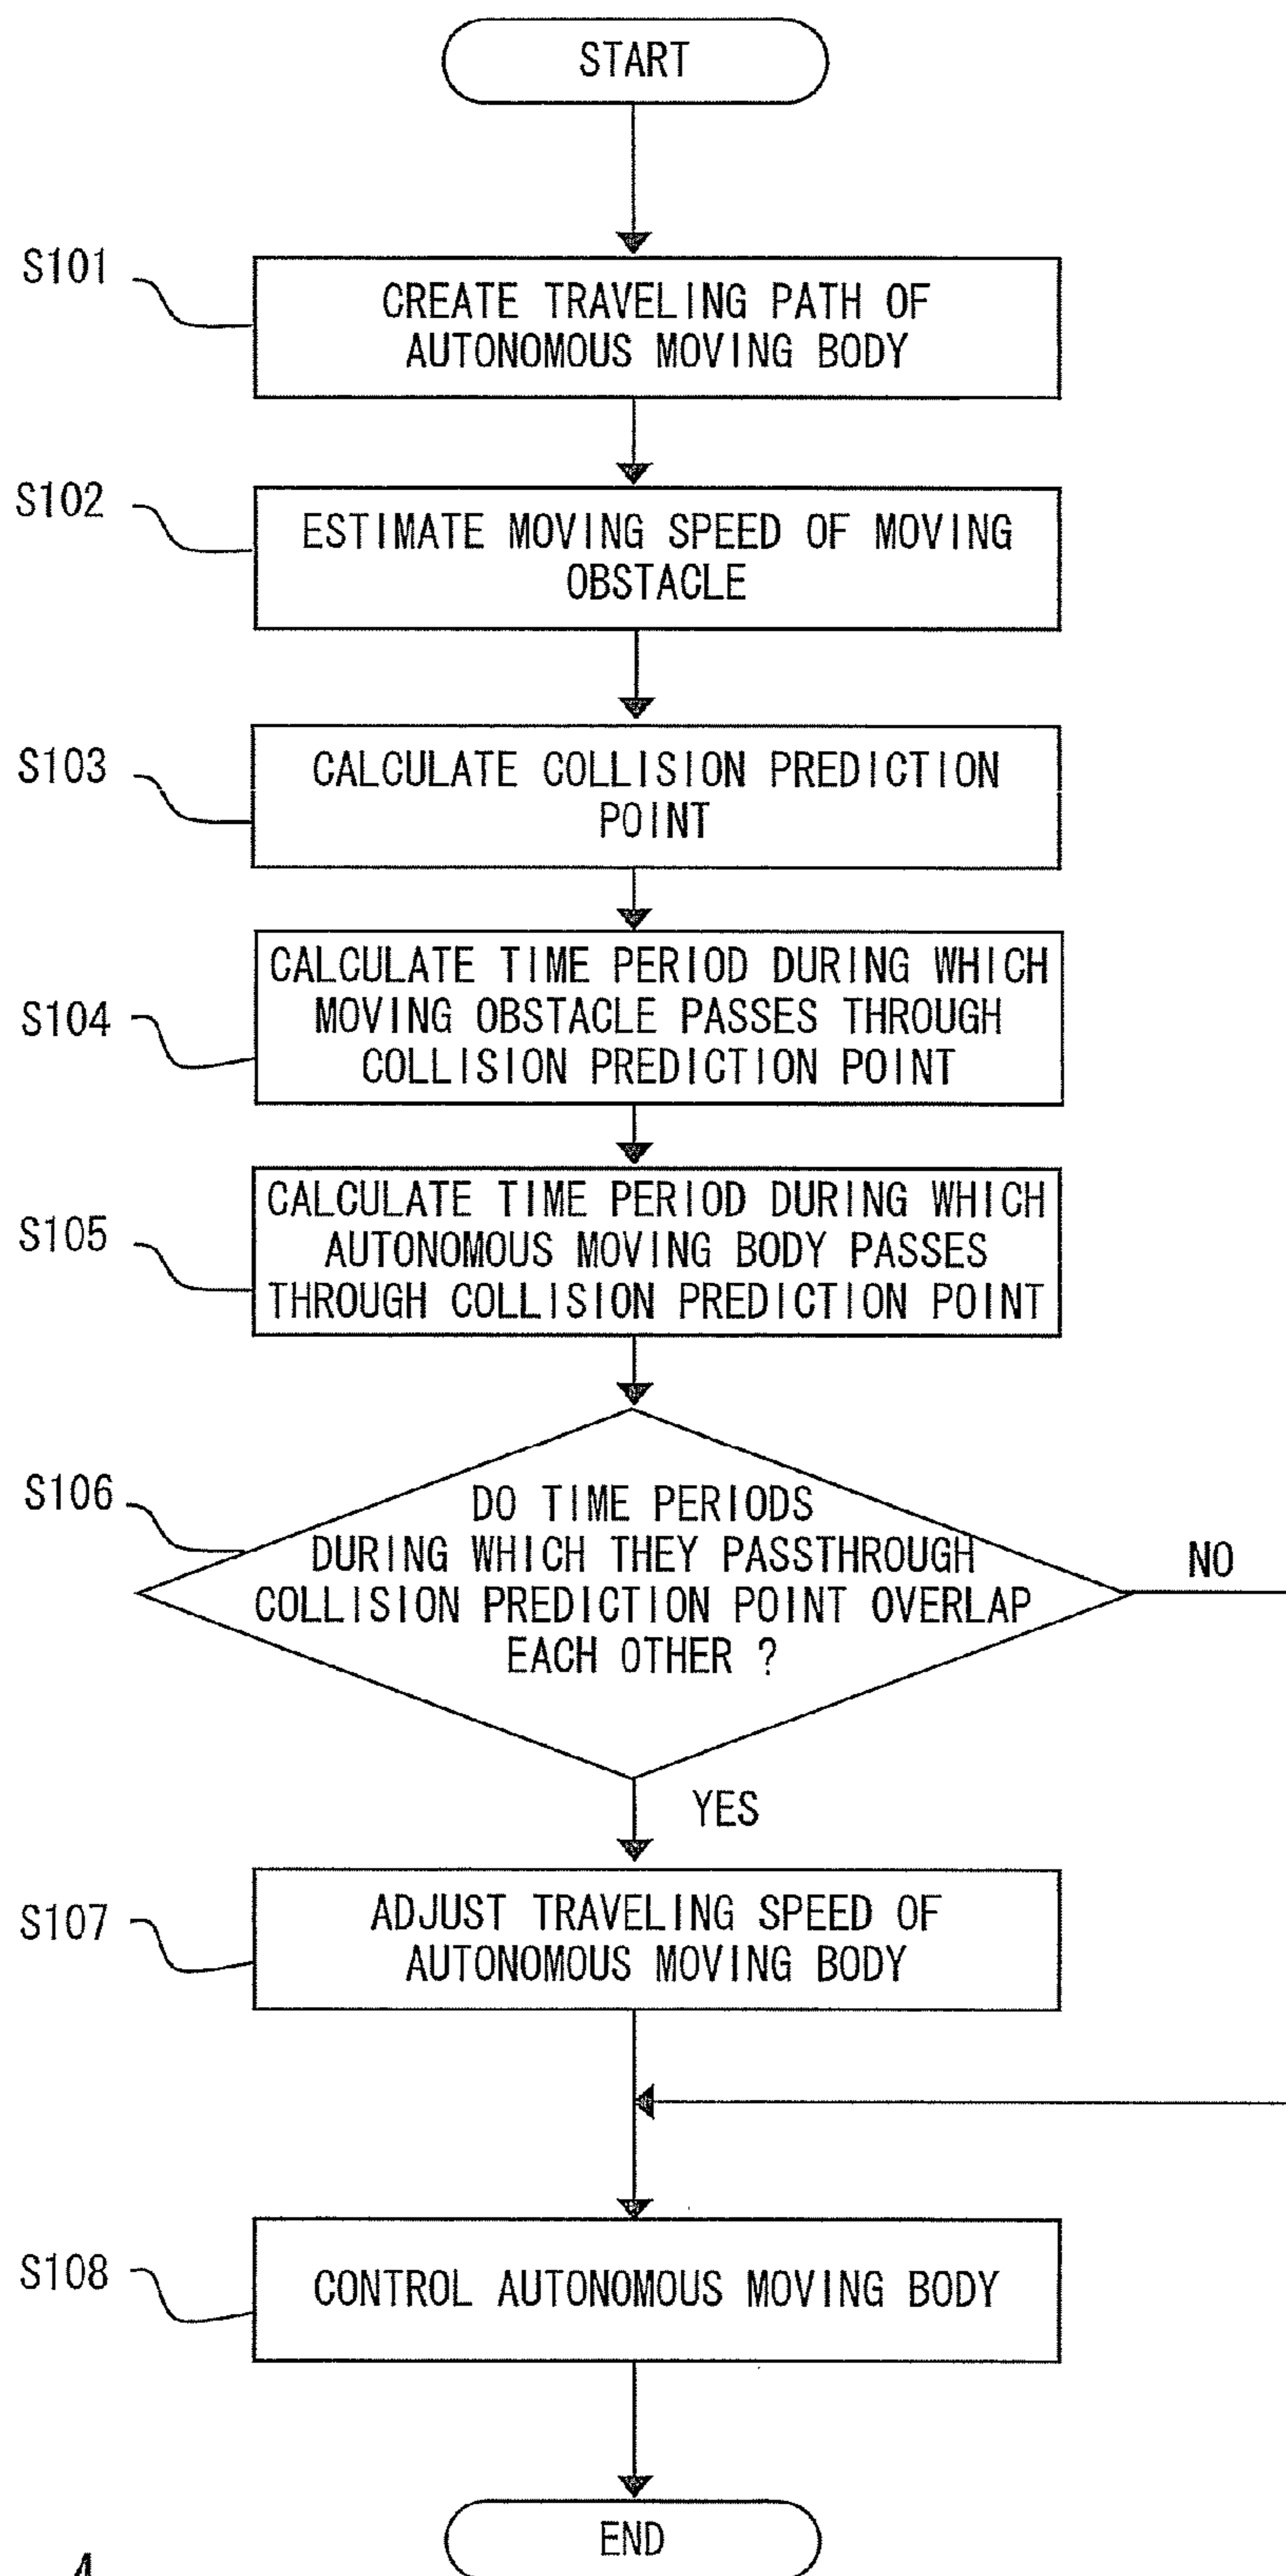 START
S101
CREATE TRAVELING PATH OF
AUTONOMOUS MOVING BODY
S102
ESTIMATE MOVING SPEED OF MOVING
OBSTACLE
S103
CALCULATE COLLISION PREDICTION
POINT
S104
CALCULATE TIME PERIOD DURING WHICH
MOVING OBSTACLE PASSES THROUGH
COLLISION PREDICTION POINT
S105
CALCULATE TIME PERIOD DURING WHICH
AUTONOMOUS MOVING BODY PASSES
THROUGH COLLISION PREDICTION POINT
S106
DO TIME PERIODS
DURING WHICH THEY PASSTHROUGH
COLLISION PREDICTION POINT OVERLAP
EACH OTHER ?
NO
YES
S107
ADJUST TRAVELING SPEED OF
AUTONOMOUS MOVING BODY
S108
CONTROL AUTONOMOUS MOVING BODY
END
4